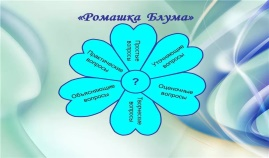 «Ромашка Блума»
Простые
вопросы
Уточняющие
вопросы
Оценочные
вопросы
Творческие
вопросы
Объясняющие
вопросы
Практические
вопросы
?